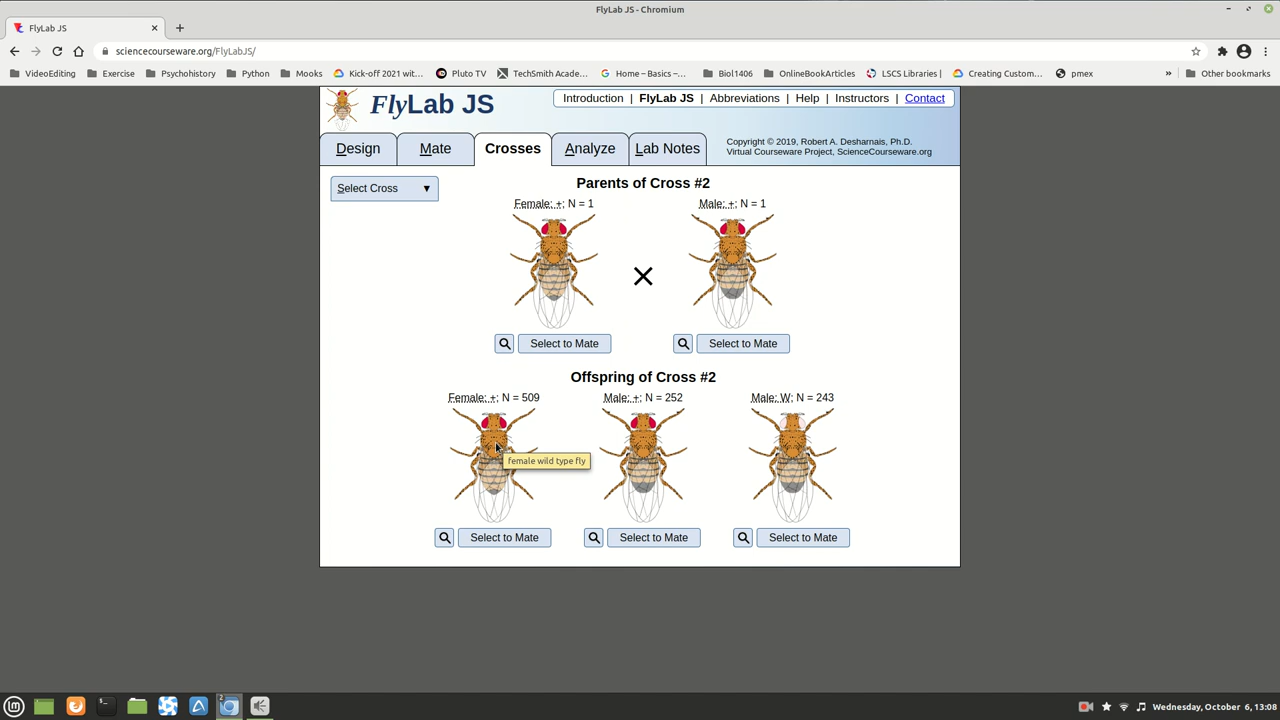 FlyLab JS - Chromium
FlyLab JS
sciencecourseware.org/FlyLabJS/
VideoEditing Exercise Psychohistory Python Mooks Kick-off 2021 wit… Pluto TV TechSmith Acade… Home – Basics –… Biol1406 OnlineBookArticles LSCS Libraries | Creating Custom… pmex » Other bookmarks
FlyLab JS
Introduction | FlyLab JS | Abbreviations | Help | Instructors | Contact
Design Mate Crosses Analyze Lab Notes
Copyright © 2019, Robert A. Desharnais, Ph.D.
Virtual Courseware Project, ScienceCourseware.org
Select Cross ▼
Parents of Cross #2
Female: +; N = 1 Male: +; N = 1
Select to Mate Select to Mate
Offspring of Cross #2
Female: +; N = 509 Male: +; N = 252 Male: W; N = 243
female wild type fly
Select to Mate Select to Mate Select to Mate
2
Wednesday, October 6, 13:08